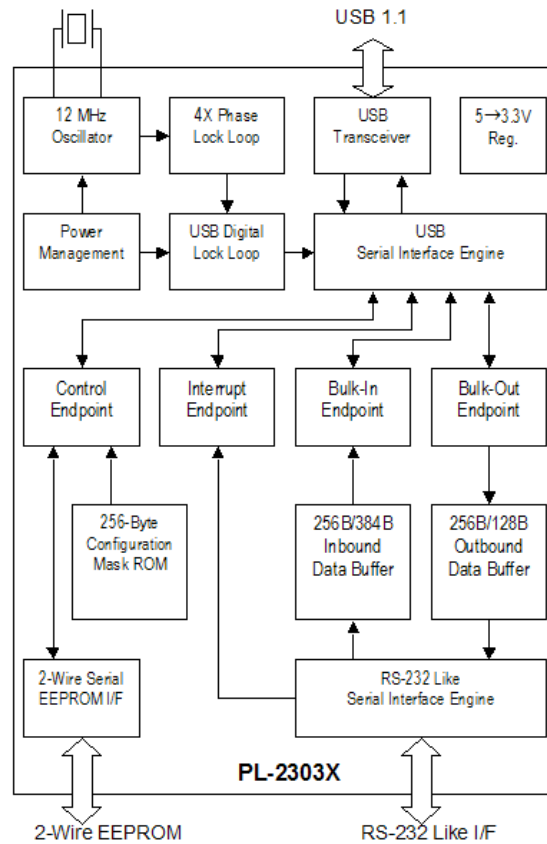 USB 1.1
12 MHz
Oscillator
4X Phase
Lock Loop
USB
Transceiver
5→3.3V
Reg.
Power
Management
USB Digital
Lock Loop
USB
Serial Interface Engine
Control
Endpoint
Interrupt
Endpoint
Bulk-In
Endpoint
Bulk-Out
Endpoint
256-Byte
Configuration
Mask ROM
256B/384B
Inbound
Data Buffer
256B/128B
Outbound
Data Buffer
2-Wire Serial
EEPROM I/F
RS-232 Like
Serial Interface Engine
PL-2303X
2-Wire EEPROM
RS-232 Like I/F